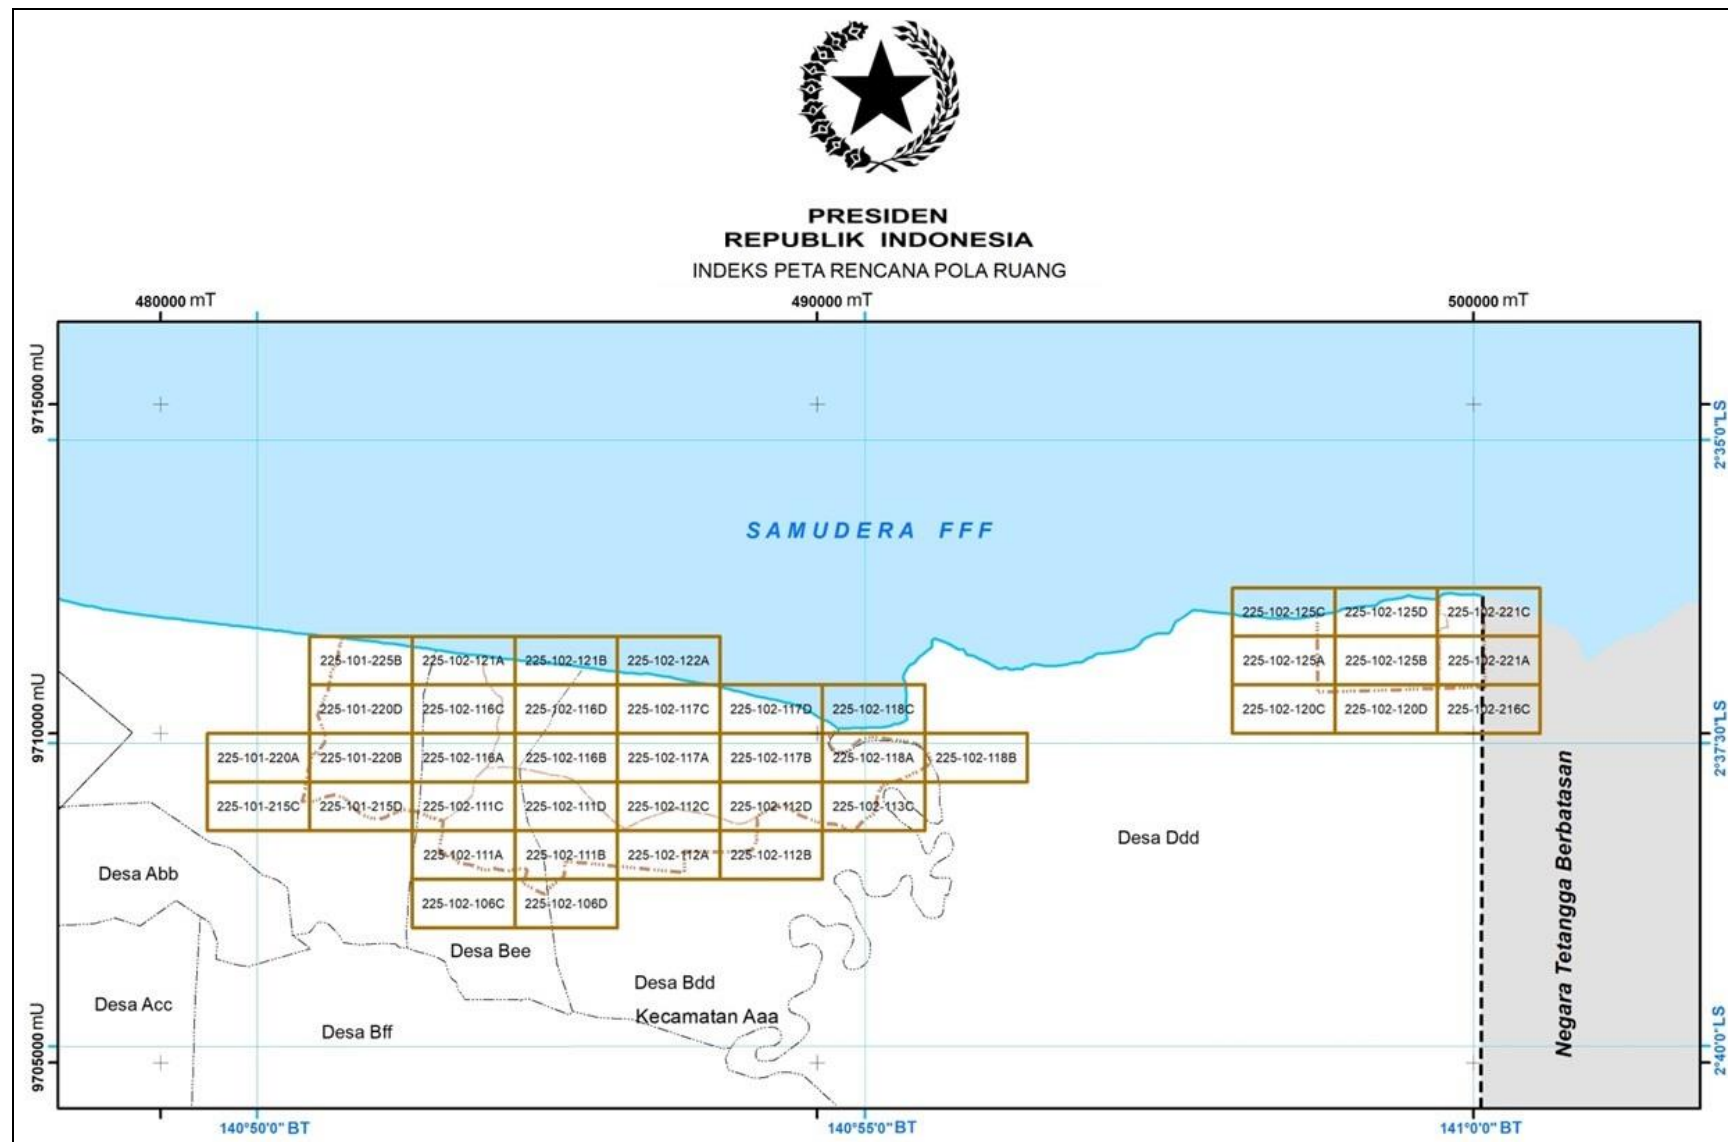 PRESIDEN
REPUBLIK INDONESIA
INDEKS PETA RENCANA POLA RUANG
480000 mT
490000 mT
500000 mT
9715000 mU
2°35'0"LS
SAMUDERA FFF
225-102-125C
225-102-125D
225-102-221C
225-101-225B
225-102-121A
225-102-121B
225-102-122A
225-102-125A
225-102-125B
225-102-221A
225-101-220D
225-102-116C
225-102-116D
225-102-117C
225-102-117D
225-102-118C
225-102-120C
225-102-120D
225-102-216C
9710000 mU
2°37'30"LS
225-101-220A
225-101-220B
225-102-116A
225-102-116B
225-102-117A
225-102-117B
225-102-118A
225-102-118B
225-101-215C
225-101-215D
225-102-111C
225-102-111D
225-102-112C
225-102-112D
225-102-113C
Desa Ddd
225-102-111A
225-102-111B
225-102-112A
225-102-112B
Desa Abb
225-102-106C
225-102-106D
Negara Tetangga Berbatasan
Desa Bee
Desa Bdd
Desa Acc
Kecamatan Aaa
Desa Bff
9705000 mU
2°40'0"LS
140°50'0" BT
140°55'0" BT
141°0'0" BT